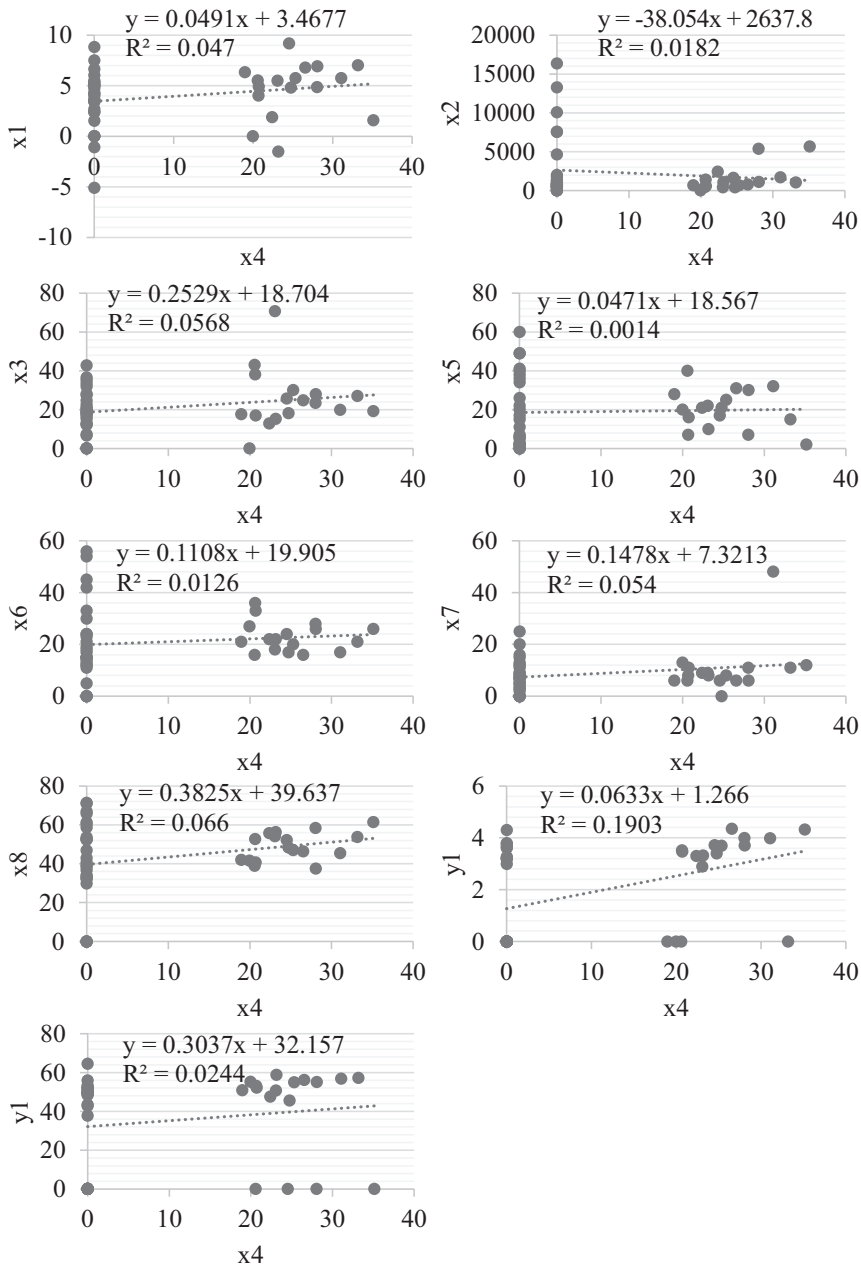 y = 0.0491x + 3.4677
R² = 0.047
10
5
0
-5
-10
0 10 20 30 40
x1
x4
y = -38.054x + 2637.8
R² = 0.0182
20000
15000
10000
5000
0
0 10 20 30 40
x2
x4
y = 0.2529x + 18.704
R² = 0.0568
80
60
40
20
0
0 10 20 30 40
x3
x4
y = 0.0471x + 18.567
R² = 0.0014
80
60
40
20
0
0 10 20 30 40
x5
x4
y = 0.1108x + 19.905
R² = 0.0126
60
40
20
0
0 10 20 30 40
x6
x4
y = 0.1478x + 7.3213
R² = 0.054
60
40
20
0
0 10 20 30 40
x7
x4
y = 0.3825x + 39.637
R² = 0.066
80
60
40
20
0
0 10 20 30 40
x8
x4
y = 0.0633x + 1.266
R² = 0.1903
6
4
2
0
0 10 20 30 40
y1
x4
y = 0.3037x + 32.157
R² = 0.0244
80
60
40
20
0
0 10 20 30 40
y1
x4